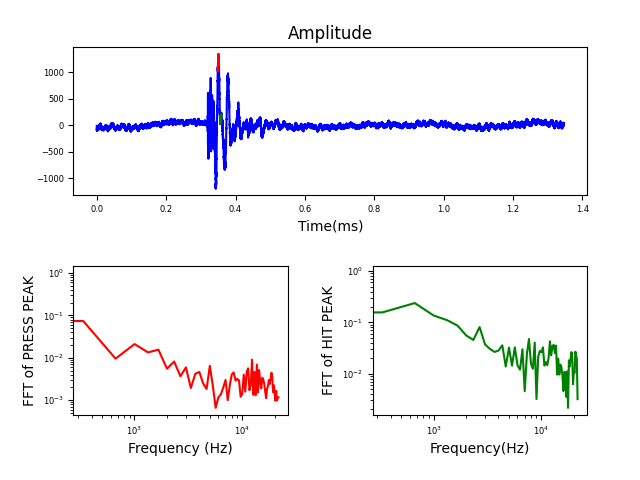 Amplitude
1000
500
0
−500
−1000
0.0 0.2 0.4 0.6 0.8 1.0 1.2 1.4
Time(ms)
FFT of PRESS PEAK
10⁰
10⁻¹
10⁻²
10⁻³
10³ 10⁴
Frequency (Hz)
FFT of HIT PEAK
10⁰
10⁻¹
10⁻²
10³ 10⁴
Frequency(Hz)